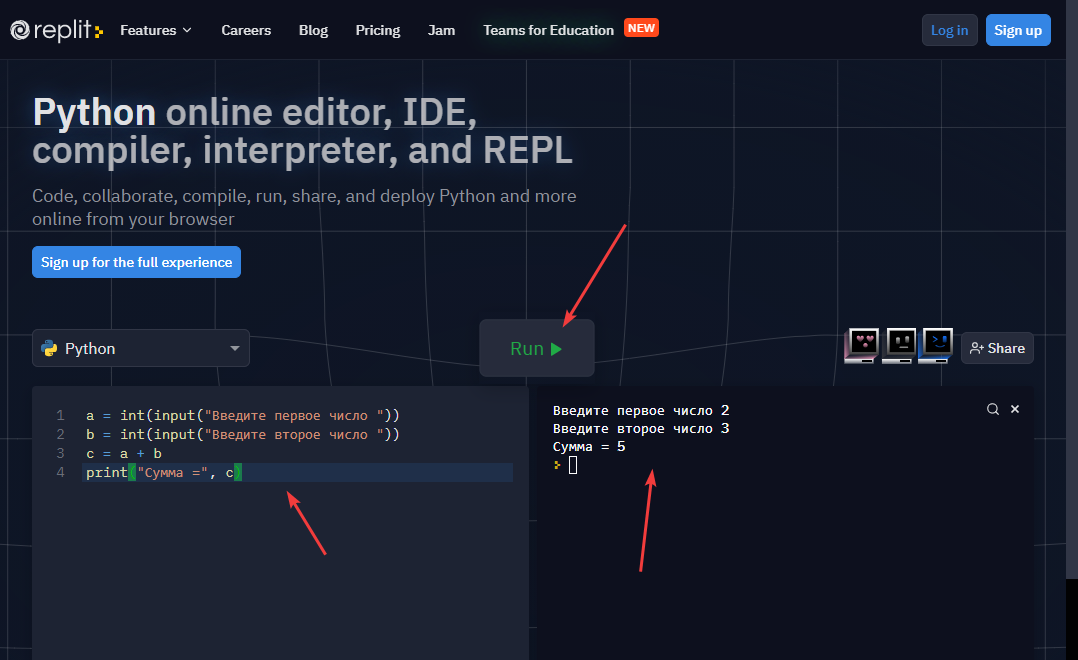 replit
Features
Careers
Blog
Pricing
Jam
Teams for Education
NEW
Log in
Sign up
Python online editor, IDE,
compiler, interpreter, and REPL
Code, collaborate, compile, run, share, and deploy Python and more
online from your browser
Sign up for the full experience
Python
Run
Share
1 a = int(input("Введите первое число "))
2 b = int(input("Введите второе число "))
3 c = a + b
4 print("Сумма =", c)
Введите первое число 2
Введите второе число 3
Сумма = 5